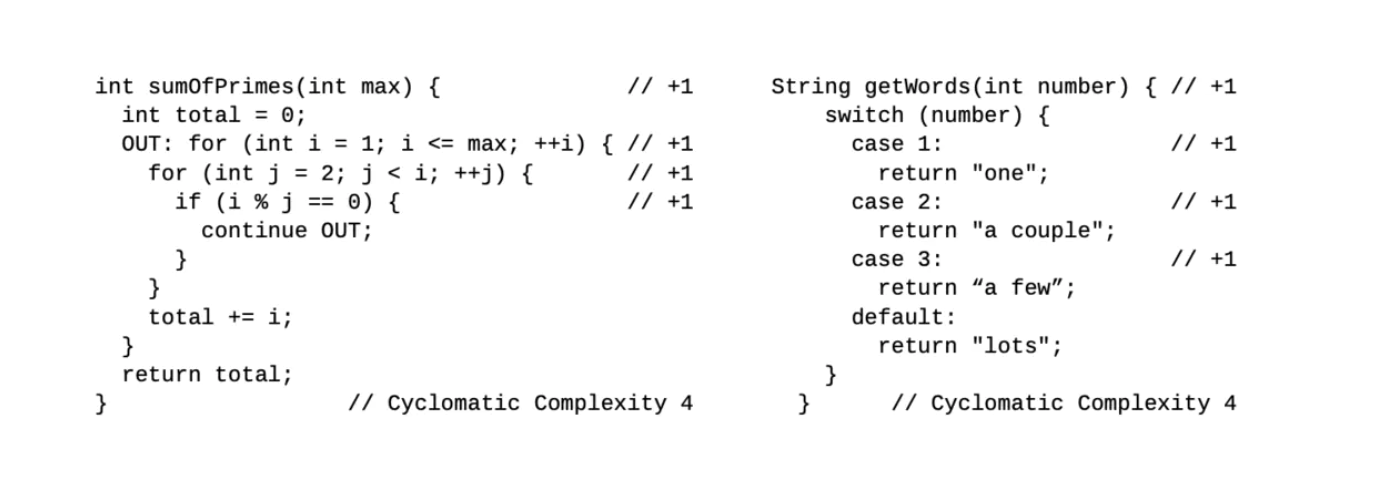 int sumOfPrimes(int max) {              // +1
  int total = 0;
  OUT: for (int i = 1; i <= max; ++i) { // +1
    for (int j = 2; j < i; ++j) {       // +1
      if (i % j == 0) {                 // +1
        continue OUT;
      }
    }
    total += i;
  }
  return total;
}                  // Cyclomatic Complexity 4
String getWords(int number) { // +1
    switch (number) {
      case 1:                 // +1
        return "one";
      case 2:                 // +1
        return "a couple";
      case 3:                 // +1
        return “a few”;
      default:
        return "lots";
    }
  }      // Cyclomatic Complexity 4